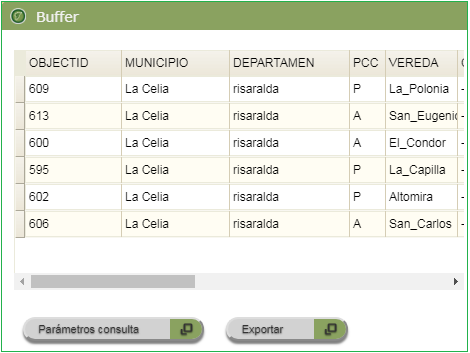 Buffer
OBJECTID MUNICIPIO DEPARTAMEN PCC VEREDA
609 La Celia risaralda P La_Polonia -
613 La Celia risaralda A San_Eugenio -
600 La Celia risaralda A El_Condor -
595 La Celia risaralda P La_Capilla -
602 La Celia risaralda P Altomira -
606 La Celia risaralda A San_Carlos -
Parámetros consulta Exportar